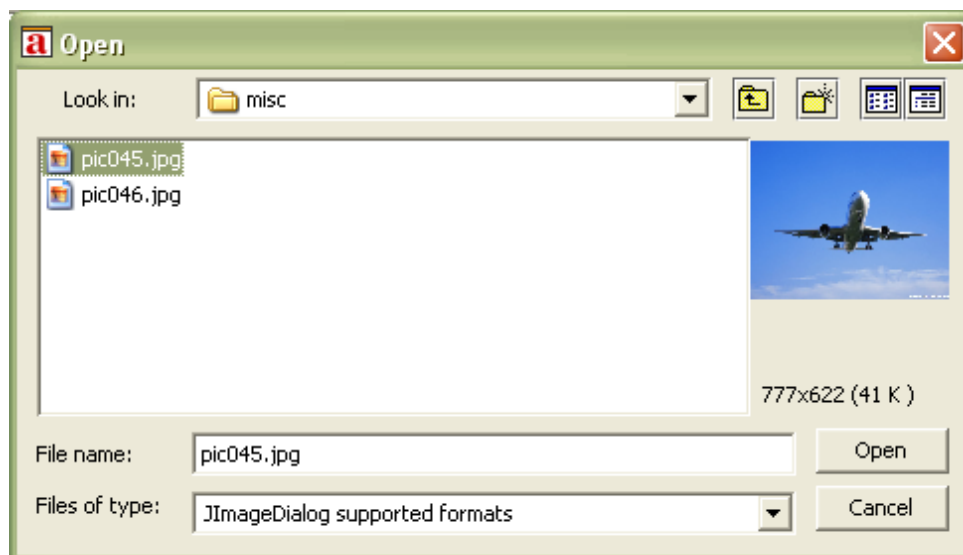 a Open
Look in: misc
pic045.jpg
pic046.jpg
777x622 (41 K )
File name: pic045.jpg Open
Files of type: JImageDialog supported formats Cancel